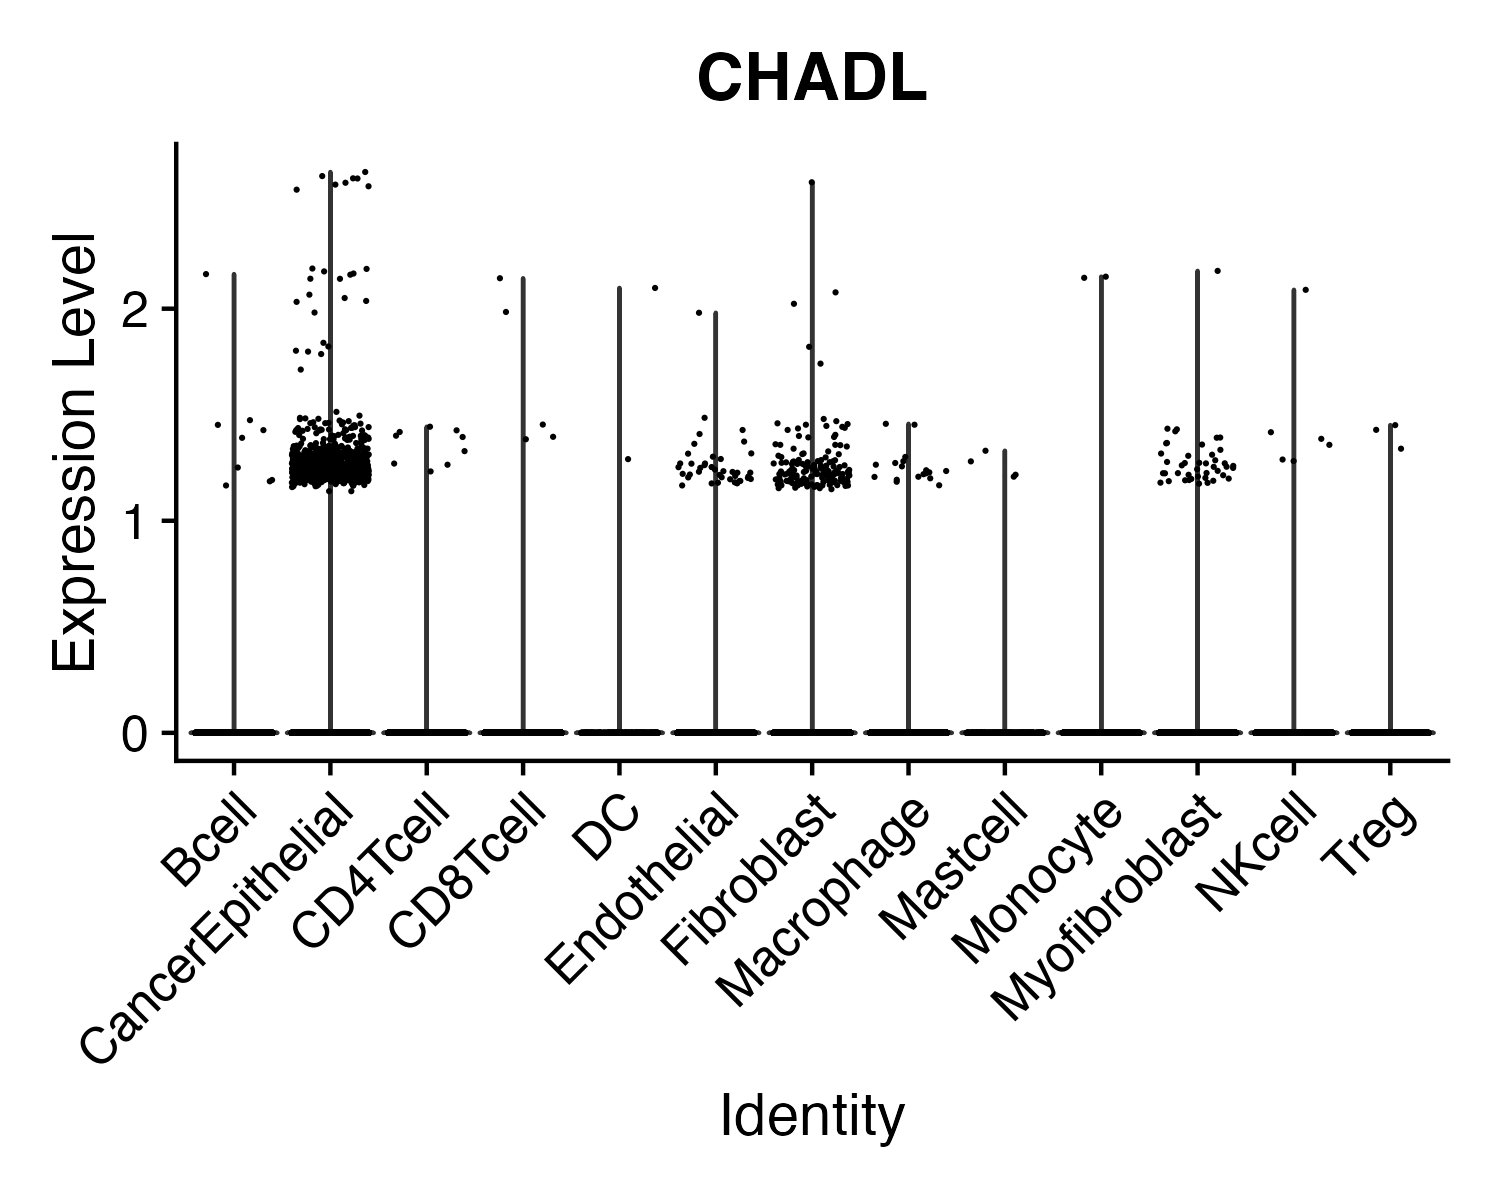 CHADL
Expression Level
2
1
0
Bcell
CancerEpithelial
CD4Tcell
CD8Tcell
DC
Endothelial
Fibroblast
Macrophage
Mastcell
Monocyte
Myofibroblast
NKcell
Treg
Identity